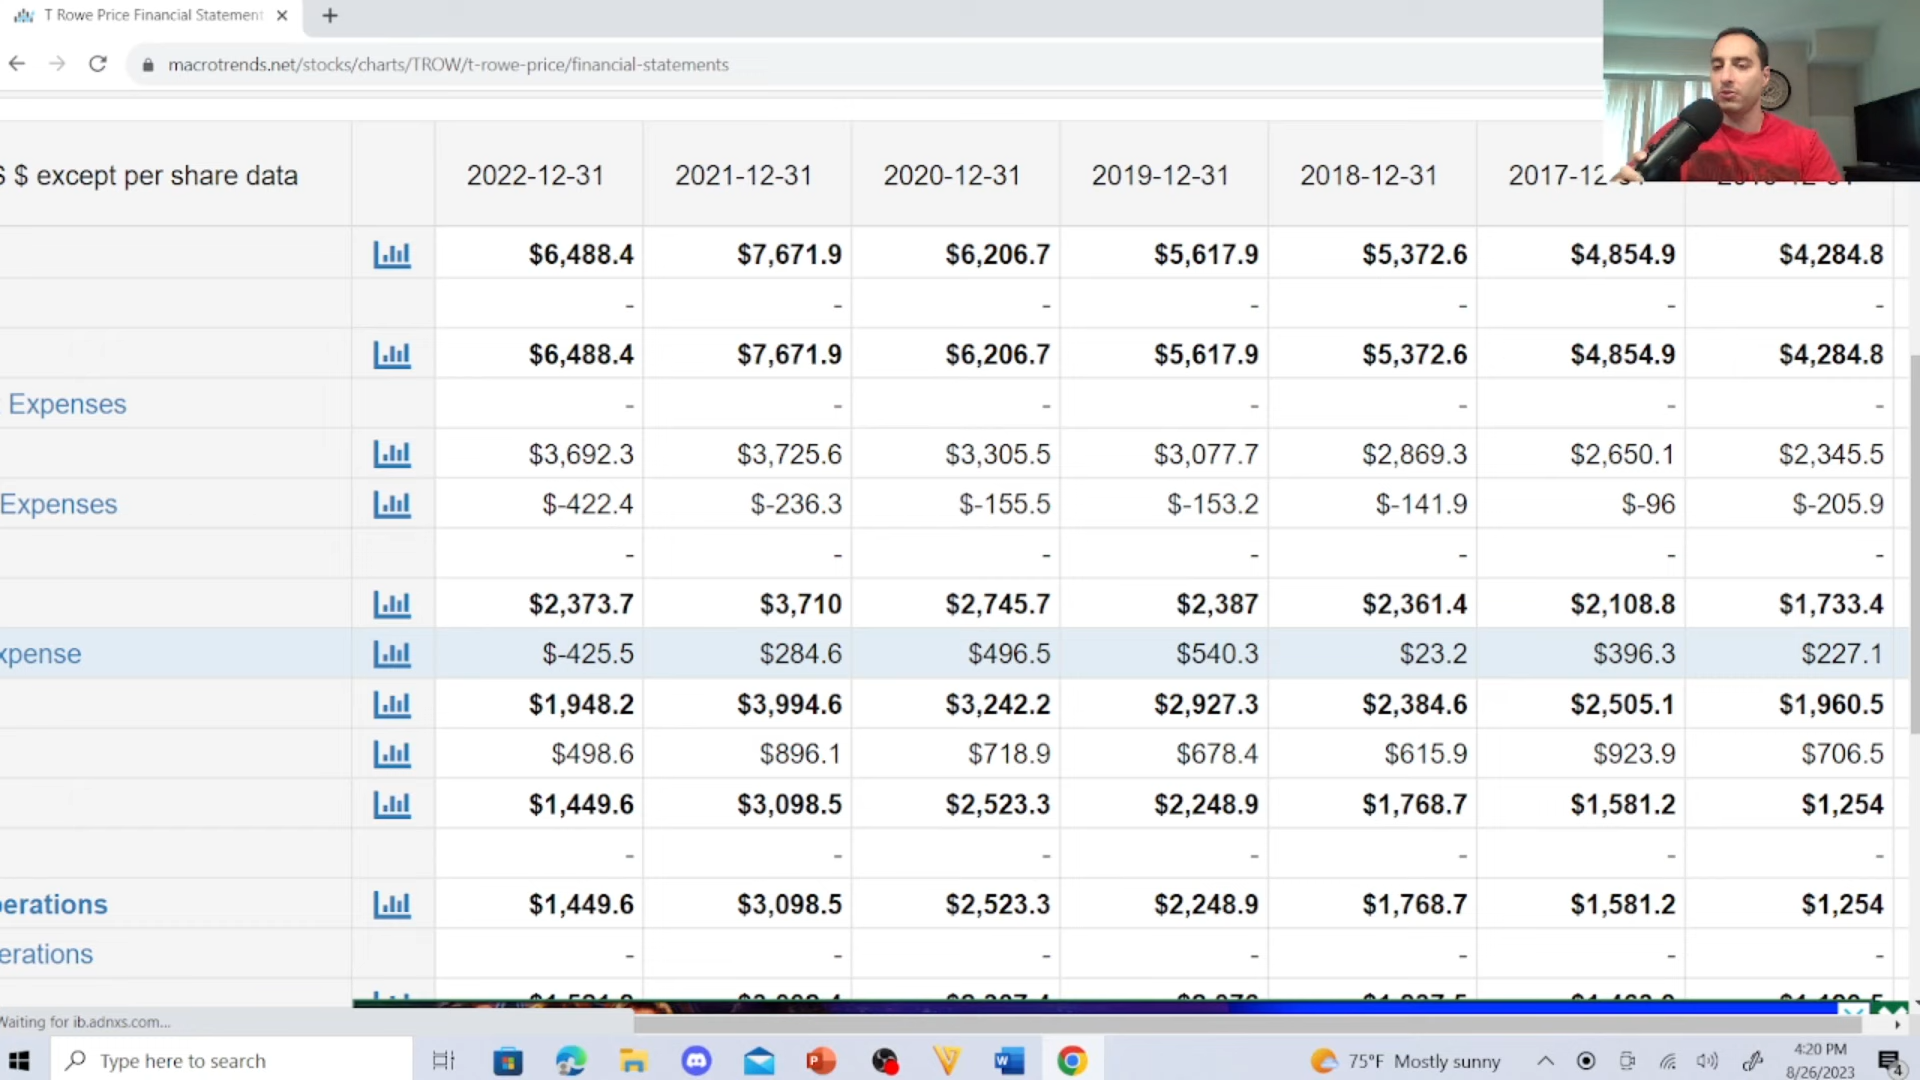 T Rowe Price Financial Statement
macrotrends.net/stocks/charts/TROW/t-rowe-price/financial-statements
$ except per share data 2022-12-31 2021-12-31 2020-12-31 2019-12-31 2018-12-31 2017-12-
$6,488.4 $7,671.9 $6,206.7 $5,617.9 $5,372.6 $4,854.9 $4,284.8
- - - - - - -
$6,488.4 $7,671.9 $6,206.7 $5,617.9 $5,372.6 $4,854.9 $4,284.8
Expenses - - - - - - -
$3,692.3 $3,725.6 $3,305.5 $3,077.7 $2,869.3 $2,650.1 $2,345.5
Expenses $-422.4 $-236.3 $-155.5 $-153.2 $-141.9 $-96 $-205.9
- - - - - - -
$2,373.7 $3,710 $2,745.7 $2,387 $2,361.4 $2,108.8 $1,733.4
xpense $-425.5 $284.6 $496.5 $540.3 $23.2 $396.3 $227.1
$1,948.2 $3,994.6 $3,242.2 $2,927.3 $2,384.6 $2,505.1 $1,960.5
$498.6 $896.1 $718.9 $678.4 $615.9 $923.9 $706.5
$1,449.6 $3,098.5 $2,523.3 $2,248.9 $1,768.7 $1,581.2 $1,254
- - - - - - -
erations $1,449.6 $3,098.5 $2,523.3 $2,248.9 $1,768.7 $1,581.2 $1,254
erations - - - - - - -
Waiting for ib.adnxs.com...
Type here to search
75°F Mostly sunny
4:20 PM
8/26/2023
4